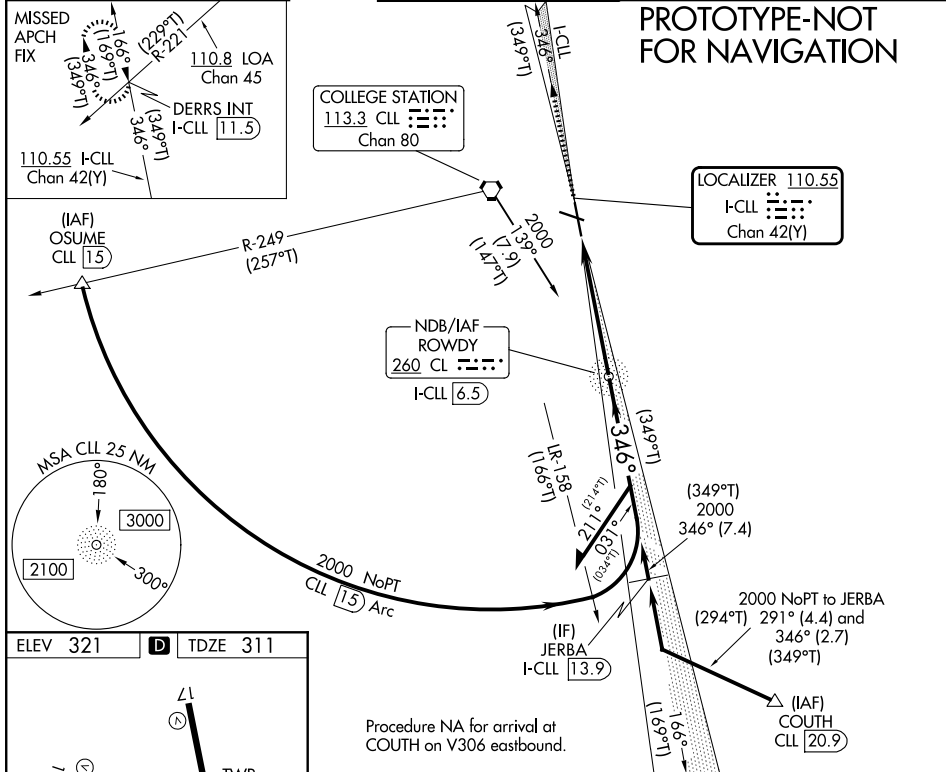 MISSED
APCH
FIX
166°
(169°T)
346°
(349°T)
(229°T)
R-221
110.8 LOA
Chan 45
DERRS INT
I-CLL 11.5
(349°T)
346°
110.55 I-CLL
Chan 42(Y)
I-CLL
346°
(349°T)
PROTOTYPE-NOT
FOR NAVIGATION
COLLEGE STATION
113.3 CLL
Chan 80
LOCALIZER 110.55
I-CLL
Chan 42(Y)
(IAF)
OSUME
CLL 15
R-249
(257°T)
2000
139°
(7.9)
(147°T)
NDB/IAF
ROWDY
260 CL
I-CLL 6.5
346°
(349°T)
LR-158
(166°T)
211°
(214°T)
031°
(034°T)
(349°T)
2000
346° (7.4)
MSA CLL 25 NM
180°
3000
2100
300°
2000 NoPT
CLL 15 Arc
(IF)
JERBA
I-CLL 13.9
2000 NoPT to JERBA
(294°T) 291° (4.4) and
346° (2.7)
(349°T)
(IAF)
COUTH
CLL 20.9
166°
(169°T)
Procedure NA for arrival at
COUTH on V306 eastbound.
ELEV 321 D TDZE 311
17
V
V